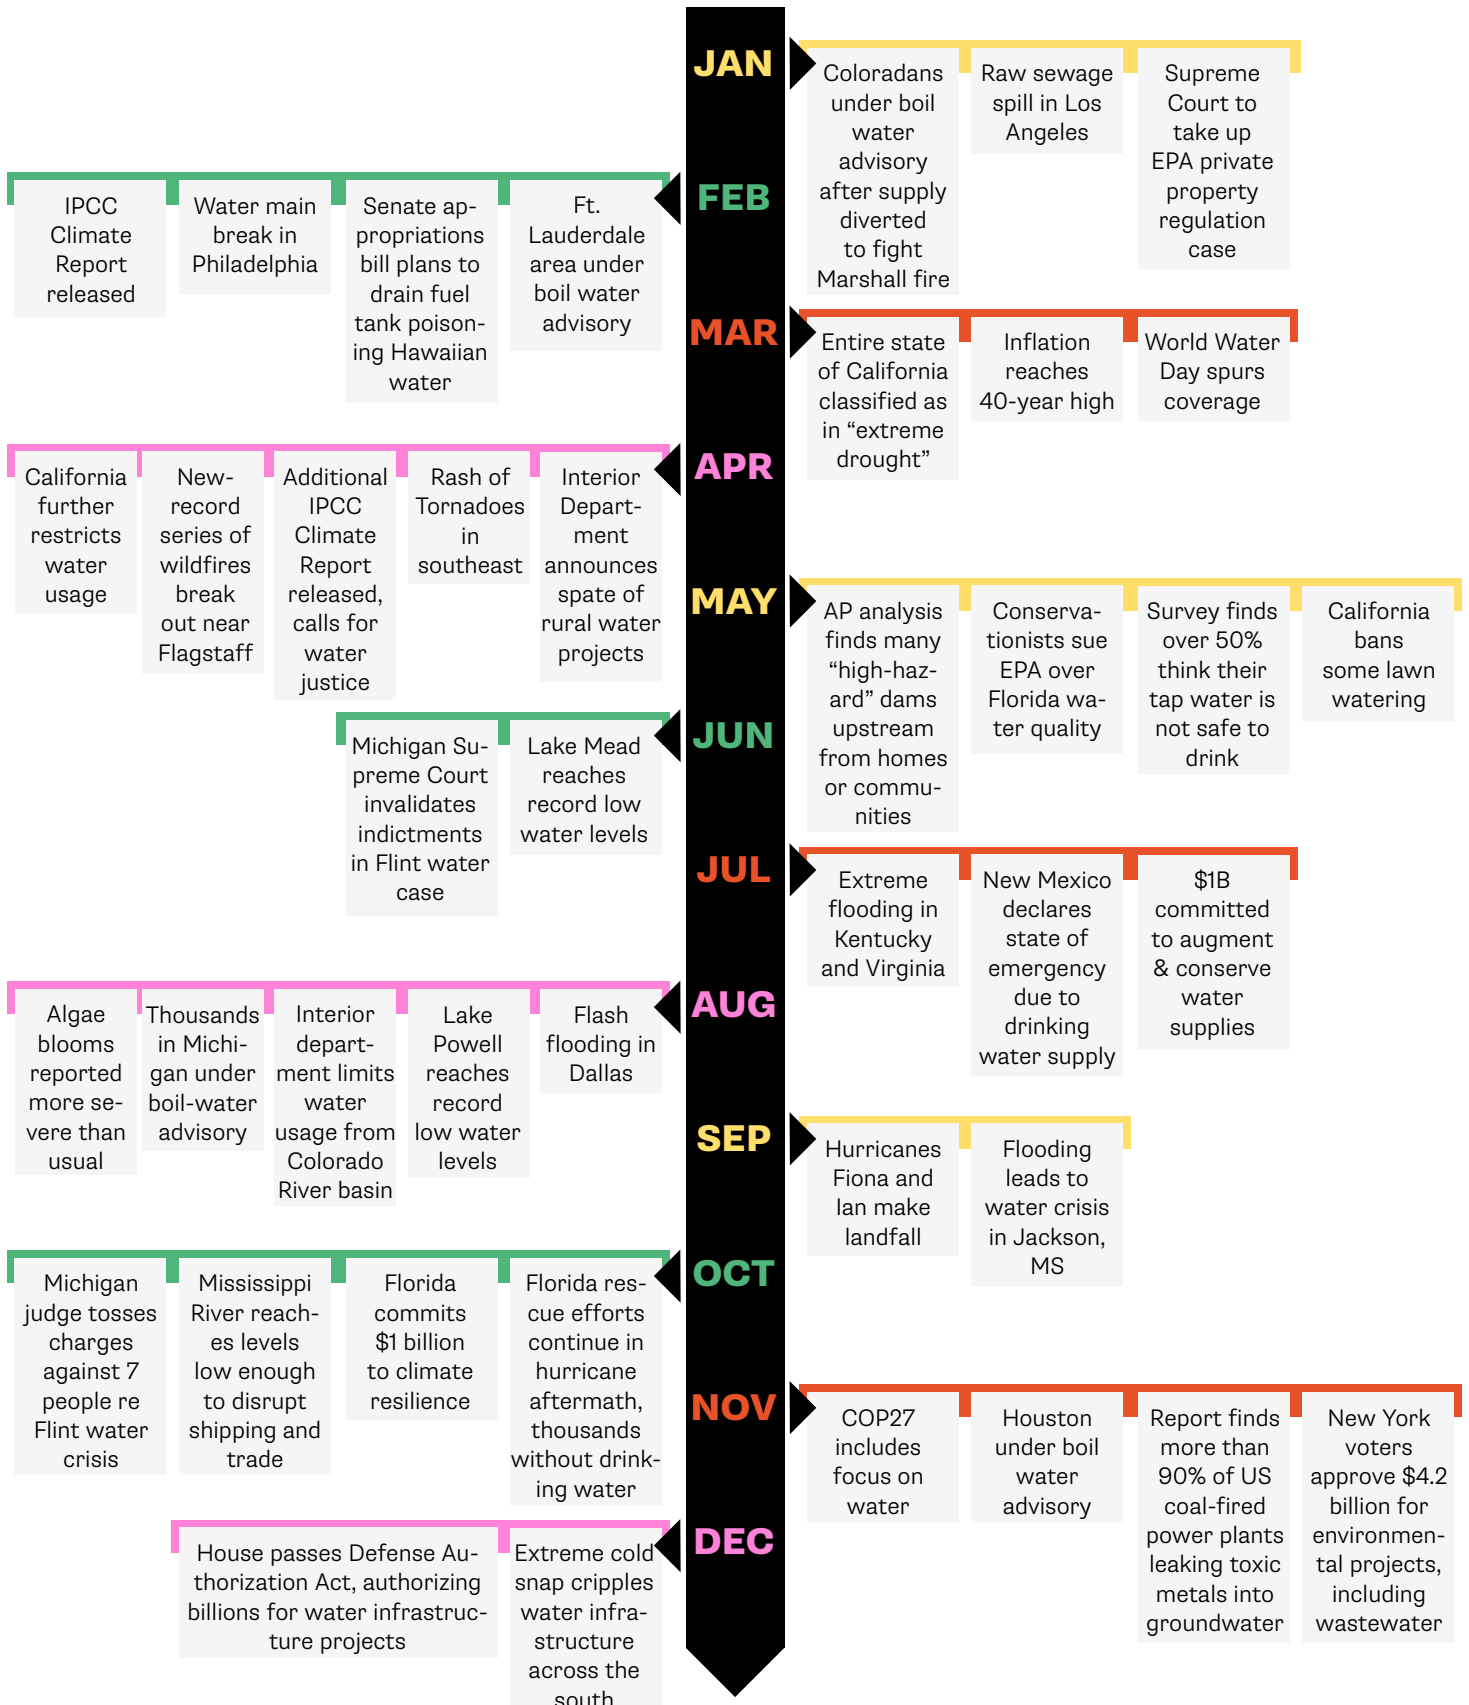 JAN
Coloradans
under boil
water
advisory
after supply
diverted
to fight
Marshall fire
Raw sewage
spill in Los
Angeles
Supreme
Court to
take up
EPA private
property
regulation
case
FEB
IPCC
Climate
Report
released
Water main
break in
Philadelphia
Senate ap-
propriations
bill plans to
drain fuel
tank poison-
ing Hawaiian
water
Ft.
Lauderdale
area under
boil water
advisory
MAR
Entire state
of California
classified as
in “extreme
drought”
Inflation
reaches
40-year high
World Water
Day spurs
coverage
APR
California
further
restricts
water
usage
New-
record
series of
wildfires
break
out near
Flagstaff
Additional
IPCC
Climate
Report
released,
calls for
water
justice
Rash of
Tornadoes
in
southeast
Interior
Depart-
ment
announces
spate of
rural water
projects
MAY
AP analysis
finds many
“high-haz-
ard” dams
upstream
from homes
or commu-
nities
Conserva-
tionists sue
EPA over
Florida wa-
ter quality
Survey finds
over 50%
think their
tap water is
not safe to
drink
California
bans
some lawn
watering
JUN
Michigan Su-
preme Court
invalidates
indictments
in Flint water
case
Lake Mead
reaches
record low
water levels
JUL
Extreme
flooding in
Kentucky
and Virginia
New Mexico
declares
state of
emergency
due to
drinking
water supply
$1B
committed
to augment
& conserve
water
supplies
AUG
Algae
blooms
reported
more se-
vere than
usual
Thousands
in Michi-
gan under
boil-water
advisory
Interior
depart-
ment limits
water
usage from
Colorado
River basin
Lake
Powell
reaches
record
low water
levels
Flash
flooding in
Dallas
SEP
Hurricanes
Fiona and
Ian make
landfall
Flooding
leads to
water crisis
in Jackson,
MS
OCT
Michigan
judge tosses
charges
against 7
people re
Flint water
crisis
Mississippi
River reach-
es levels
low enough
to disrupt
shipping and
trade
Florida
commits
$1 billion
to climate
resilience
Florida res-
cue efforts
continue in
hurricane
aftermath,
thousands
without drink-
ing water
NOV
COP27
includes
focus on
water
Houston
under boil
water
advisory
Report finds
more than
90% of US
coal-fired
power plants
leaking toxic
metals into
groundwater
New York
voters
approve $4.2
billion for
environmen-
tal projects,
including
wastewater
DEC
House passes Defense Au-
thorization Act, authorizing
billions for water infrastruc-
ture projects
Extreme cold
snap cripples
water infra-
structure
across the
south